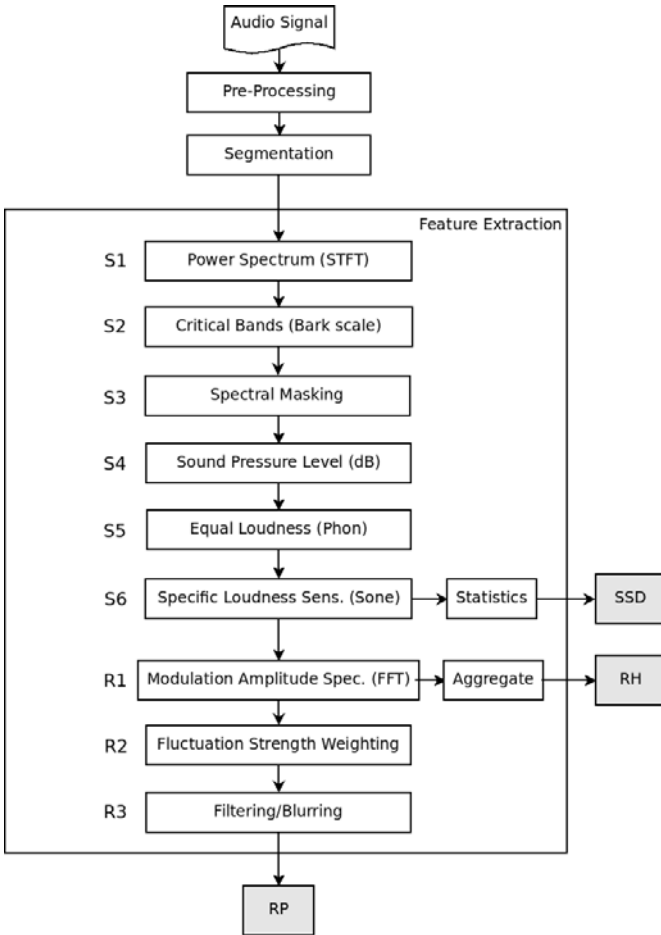 Audio Signal
Pre-Processing
Segmentation
Feature Extraction
S1 Power Spectrum (STFT)
S2 Critical Bands (Bark scale)
S3 Spectral Masking
S4 Sound Pressure Level (dB)
S5 Equal Loudness (Phon)
S6 Specific Loudness Sens. (Sone) Statistics SSD
R1 Modulation Amplitude Spec. (FFT) Aggregate RH
R2 Fluctuation Strength Weighting
R3 Filtering/Blurring
RP